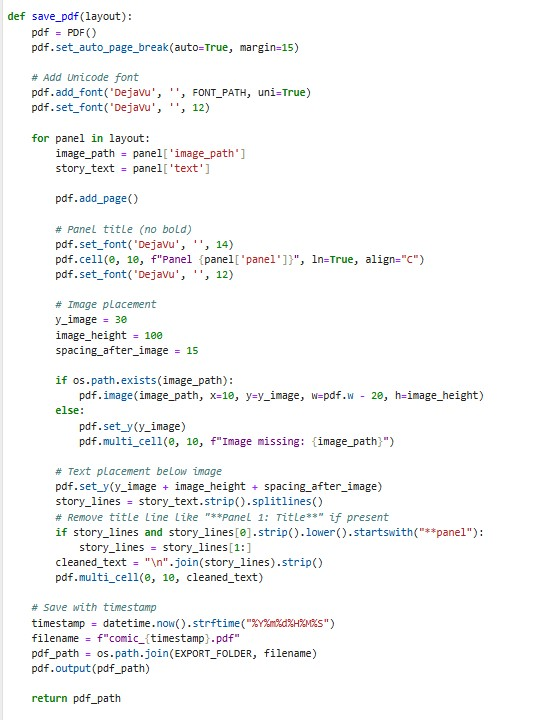 def save_pdf(layout):
    pdf = PDF()
    pdf.set_auto_page_break(auto=True, margin=15)

    # Add Unicode font
    pdf.add_font('DejaVu', '', FONT_PATH, uni=True)
    pdf.set_font('DejaVu', '', 12)

    for panel in layout:
        image_path = panel['image_path']
        story_text = panel['text']

        pdf.add_page()

        # Panel title (no bold)
        pdf.set_font('DejaVu', '', 14)
        pdf.cell(0, 10, f"Panel {panel['panel']}", ln=True, align="C")
        pdf.set_font('DejaVu', '', 12)

        # Image placement
        y_image = 30
        image_height = 100
        spacing_after_image = 15

        if os.path.exists(image_path):
            pdf.image(image_path, x=10, y=y_image, w=pdf.w - 20, h=image_height)
        else:
            pdf.set_y(y_image)
            pdf.multi_cell(0, 10, f"Image missing: {image_path}")

        # Text placement below image
        pdf.set_y(y_image + image_height + spacing_after_image)
        story_lines = story_text.strip().splitlines()
        # Remove title line like "**Panel 1: Title**" if present
        if story_lines and story_lines[0].strip().lower().startswith("**panel"):
            story_lines = story_lines[1:]
        cleaned_text = "\n".join(story_lines).strip()
        pdf.multi_cell(0, 10, cleaned_text)

    # Save with timestamp
    timestamp = datetime.now().strftime("%Y%m%d%H%M%S")
    filename = f"comic_{timestamp}.pdf"
    pdf_path = os.path.join(EXPORT_FOLDER, filename)
    pdf.output(pdf_path)

    return pdf_path